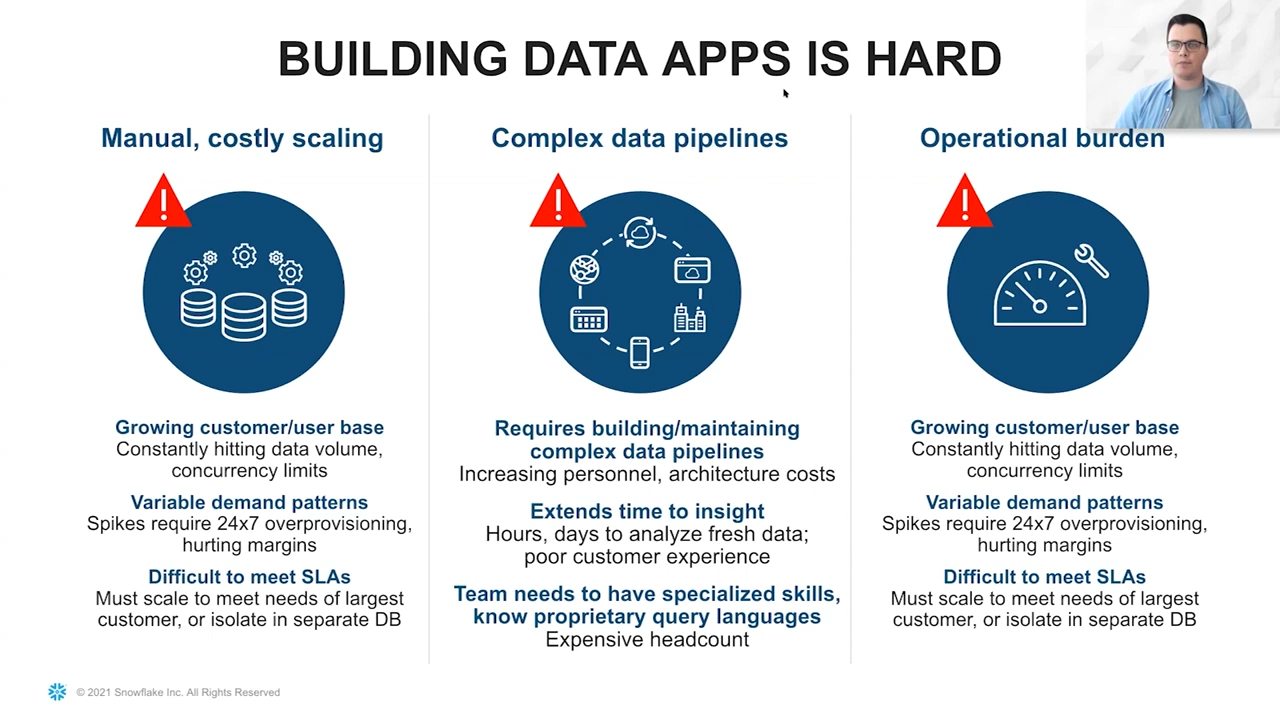 BUILDING DATA APPS IS HARD
Manual, costly scaling
Growing customer/user base
Constantly hitting data volume,
concurrency limits
Variable demand patterns
Spikes require 24x7 overprovisioning,
hurting margins
Difficult to meet SLAs
Must scale to meet needs of largest
customer, or isolate in separate DB
Complex data pipelines
Requires building/maintaining
complex data pipelines
Increasing personnel, architecture costs
Extends time to insight
Hours, days to analyze fresh data;
poor customer experience
Team needs to have specialized skills,
know proprietary query languages
Expensive headcount
Operational burden
Growing customer/user base
Constantly hitting data volume,
concurrency limits
Variable demand patterns
Spikes require 24x7 overprovisioning,
hurting margins
Difficult to meet SLAs
Must scale to meet needs of largest
customer, or isolate in separate DB
© 2021 Snowflake Inc. All Rights Reserved